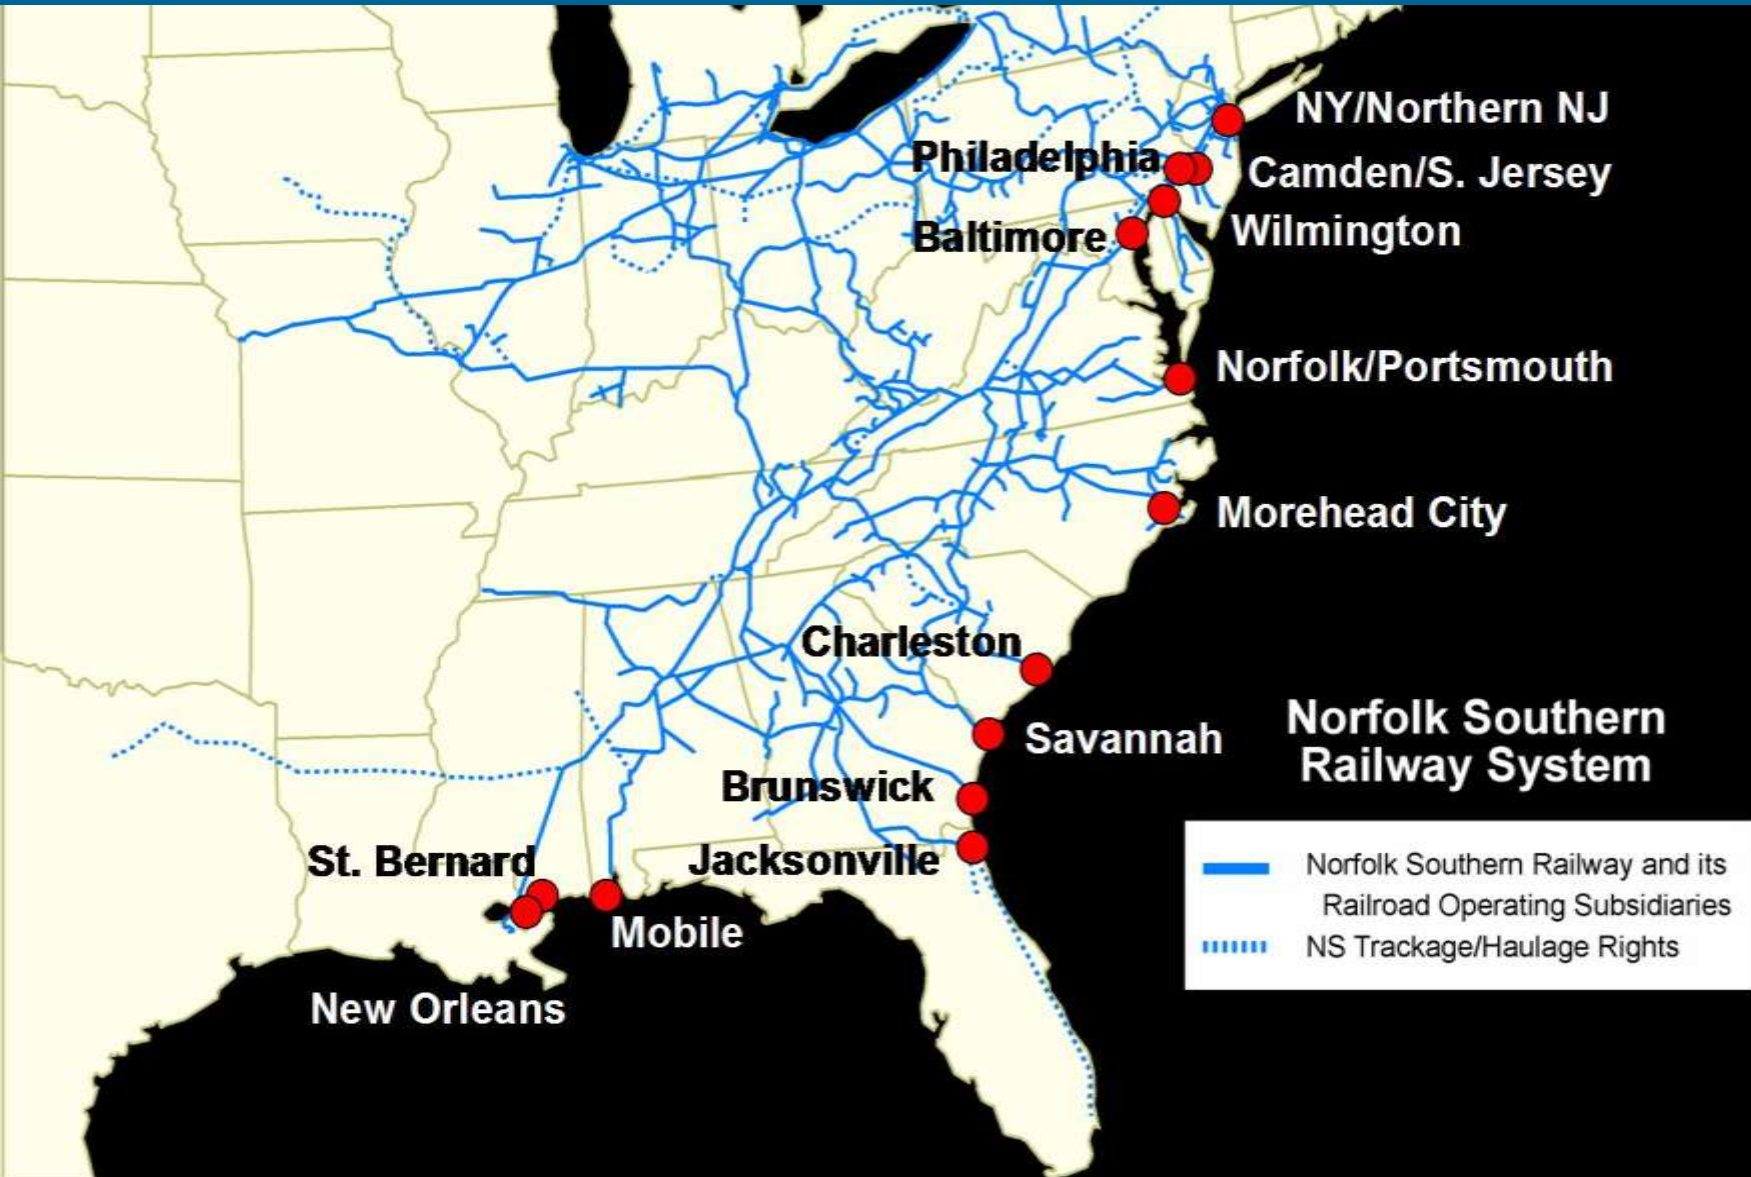 NY/Northern NJ
Philadelphia
Camden/S. Jersey
Baltimore
Wilmington
Norfolk/Portsmouth
Morehead City
Charleston
Savannah
Norfolk Southern
Railway System
Brunswick
St. Bernard
Jacksonville
Mobile
New Orleans
Norfolk Southern Railway and its
Railroad Operating Subsidiaries
NS Trackage/Haulage Rights